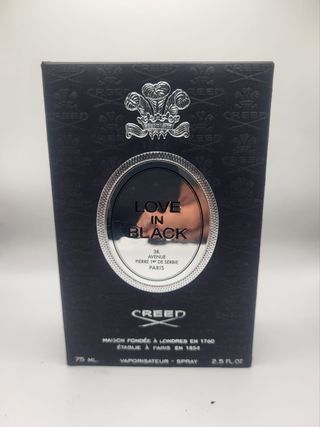 LOVE
IN
BLACK
38,
AVENUE
PIERRE 1er DE SERBIE
PARIS
CREED
MAISON FONDÉE À LONDRES EN 1760
ÉTABLIE À PARIS EN 1854
75 ML. VAPORISATEUR - SPRAY 2.5 FL.OZ